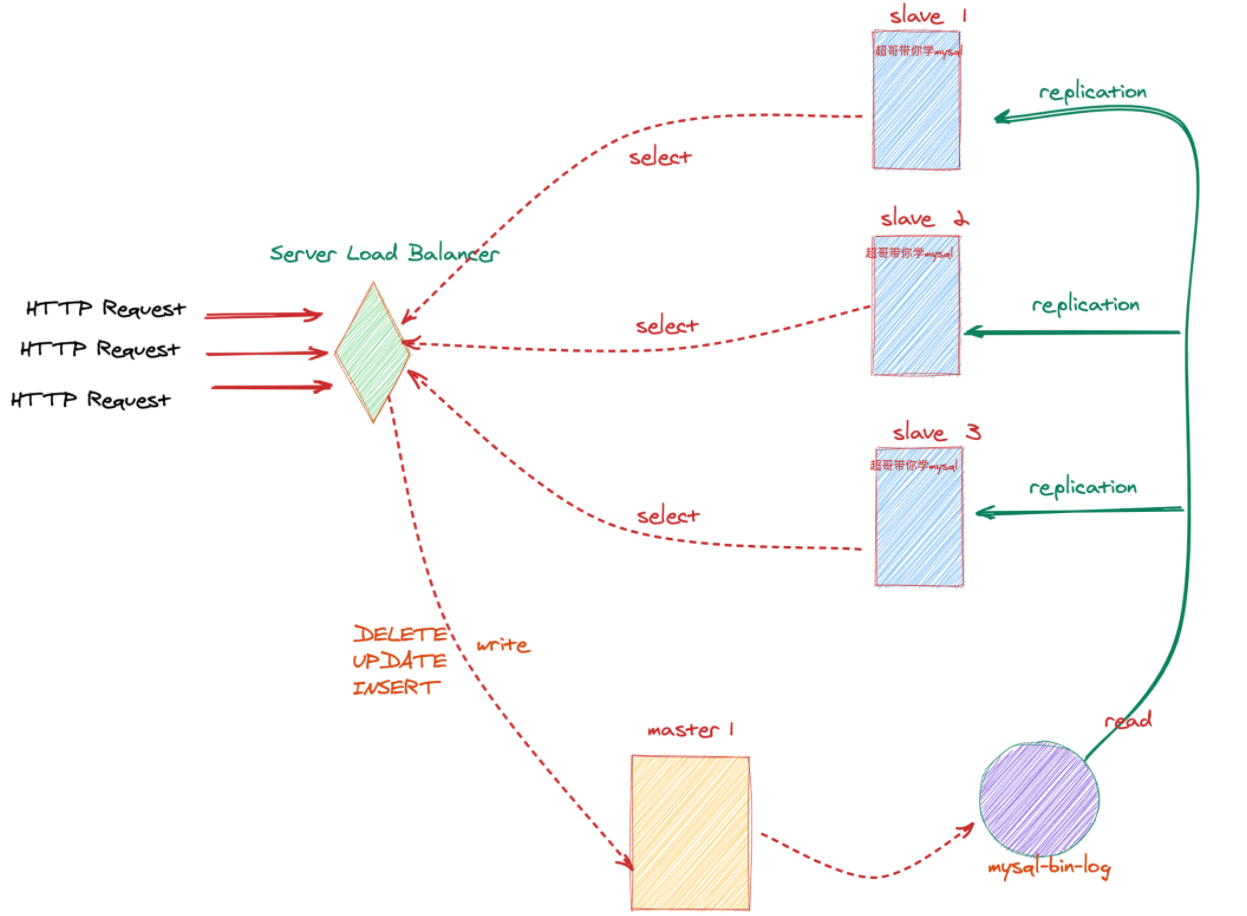 slave 1
超哥带你学mysql
replication
select
slave 2
超哥带你学mysql
Server Load Balancer
HTTP Request
HTTP Request
HTTP Request
select
replication
slave 3
超哥带你学mysql
replication
select
DELETE
UPDATE
INSERT
write
master 1
read
mysql-bin-log